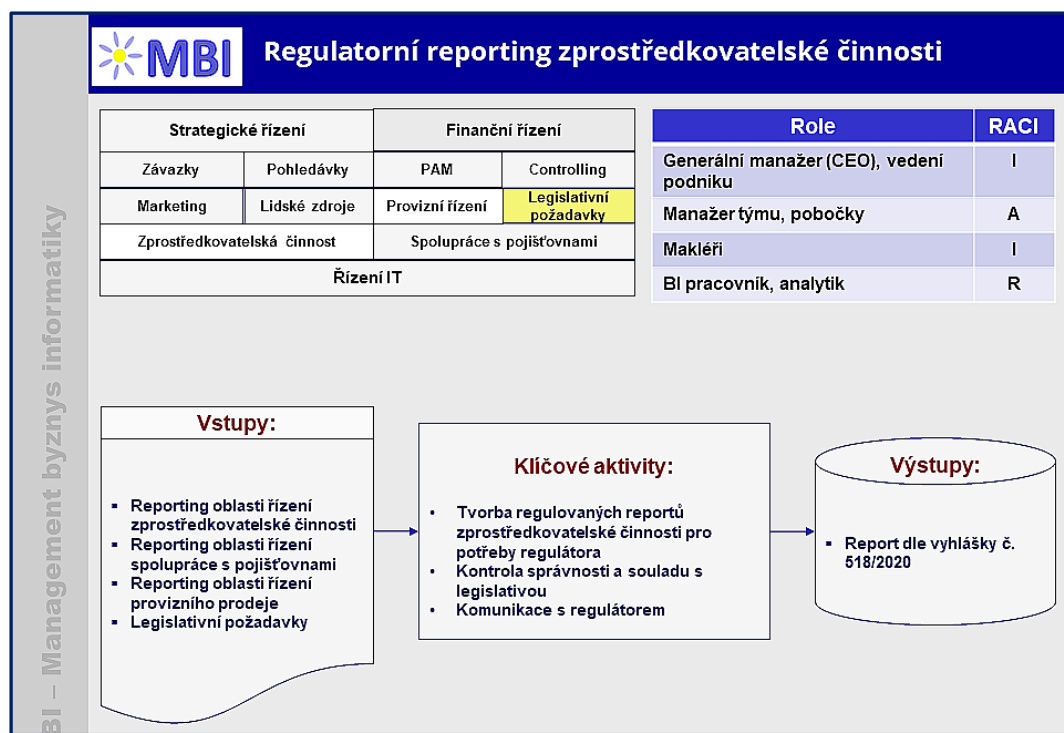 MBI
Regulatorní reporting zprostředkovatelské činnosti
Strategické řízení
Finanční řízení
Závazky
Pohledávky
PAM
Controlling
Marketing
Lidské zdroje
Provizní řízení
Legislativní
požadavky
Zprostředkovatelská činnost
Spolupráce s pojišťovnami
Řízení IT
Role
RACI
Generální manažer (CEO), vedení
podniku
I
Manažer týmu, pobočky
A
Makléři
I
BI pracovník, analytik
R
Vstupy:
▪ Reporting oblasti řízení
zprostředkovatelské činnosti
▪ Reporting oblasti řízení
spolupráce s pojišťovnami
▪ Reporting oblasti řízení
provizního prodeje
▪ Legislativní požadavky
Klíčové aktivity:
• Tvorba regulovaných reportů
zprostředkovatelské činnosti pro
potřeby regulátora
• Kontrola správnosti a souladu s
legislativou
• Komunikace s regulátorem
Výstupy:
▪ Report dle vyhlášky č.
518/2020
BI – Management byznys informatiky